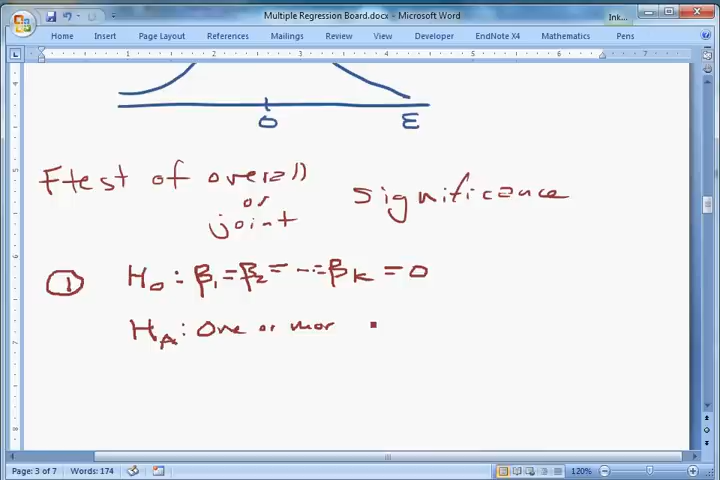 Multiple Regression Board.docx - Microsoft Word
Ink...
Home Insert Page Layout References Mailings Review Developer EndNote X4 Mathematics Pens
0 ε
F test of overall
or
joint
significance
① H₀ : β₁ = β₂ = ... = βK = 0
HA : One or mor
Page: 3 of 7 Words: 174 120%